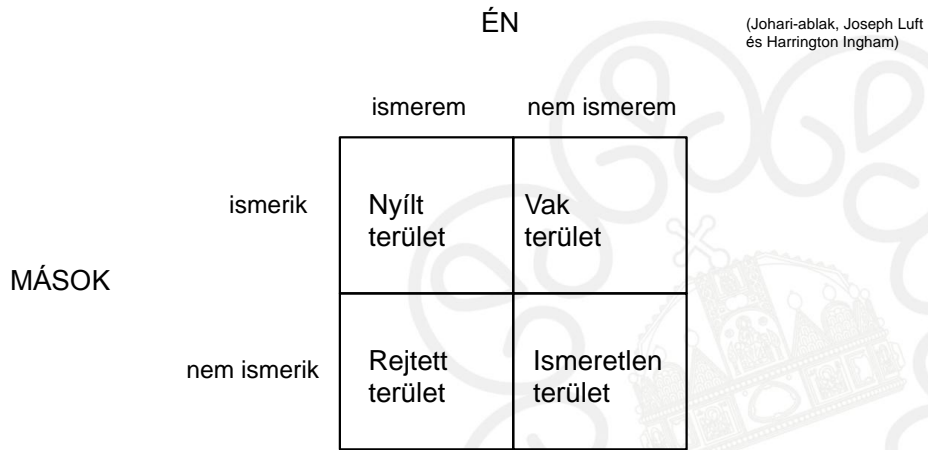 ÉN
(Johari-ablak, Joseph Luft
és Harrington Ingham)
ismerem
nem ismerem
ismerik
Nyílt
terület
Vak
terület
MÁSOK
nem ismerik
Rejtett
terület
Ismeretlen
terület